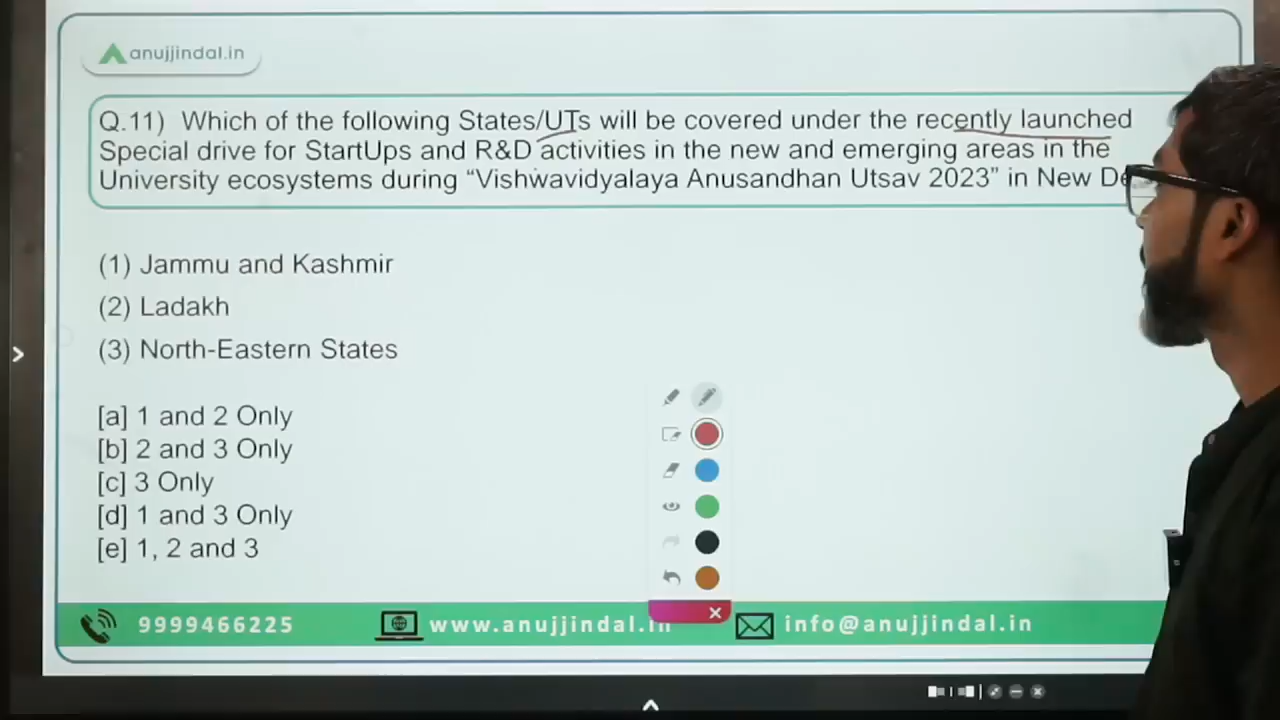 anujjindal.in
Q.11) Which of the following States/UTs will be covered under the recently launched
Special drive for StartUps and R&D activities in the new and emerging areas in the
University ecosystems during “Vishwavidyalaya Anusandhan Utsav 2023” in New
(1) Jammu and Kashmir
(2) Ladakh
(3) North-Eastern States
[a] 1 and 2 Only
[b] 2 and 3 Only
[c] 3 Only
[d] 1 and 3 Only
[e] 1, 2 and 3
9999466225 www.anujjindal.in info@anujjindal.in